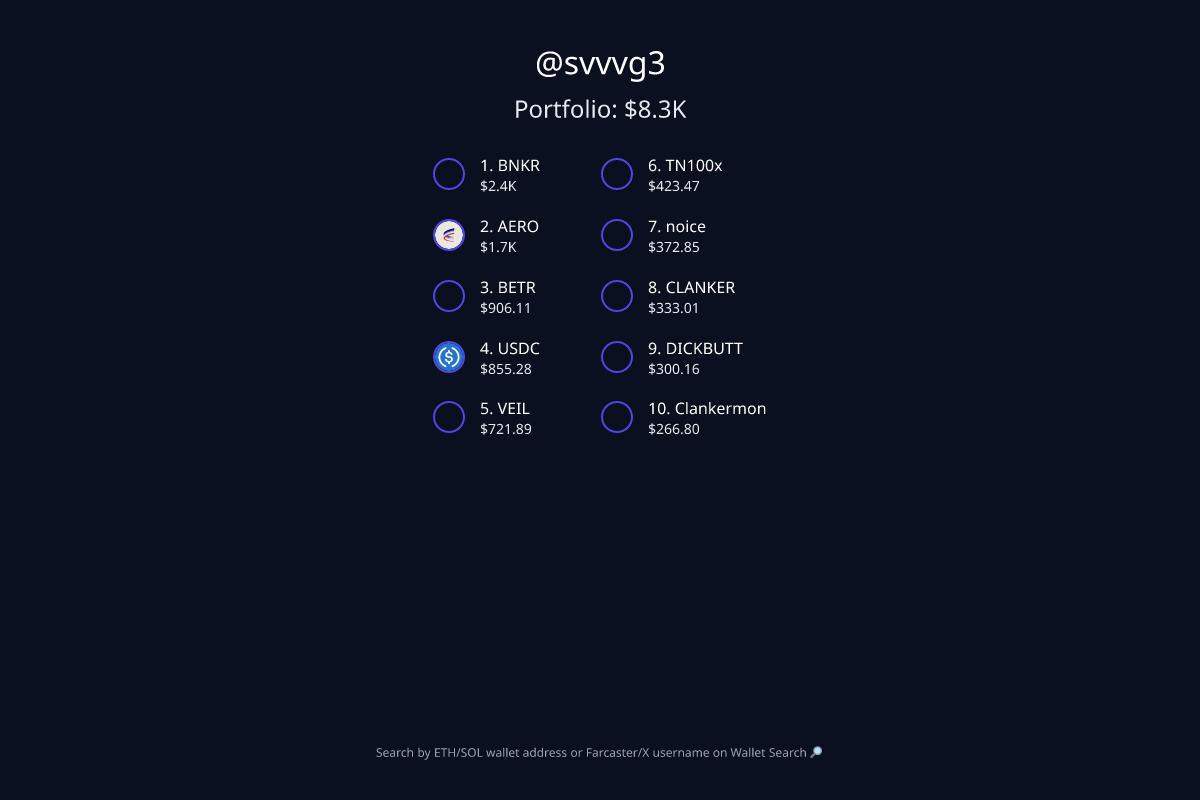 @svvvg3
Portfolio: $8.3K
1. BNKR
$2.4K
2. AERO
$1.7K
3. BETR
$906.11
4. USDC
$855.28
5. VEIL
$721.89
6. TN100x
$423.47
7. noice
$372.85
8. CLANKER
$333.01
9. DICKBUTT
$300.16
10. Clankermon
$266.80
Search by ETH/SOL wallet address or Farcaster/X username on Wallet Search 🔎